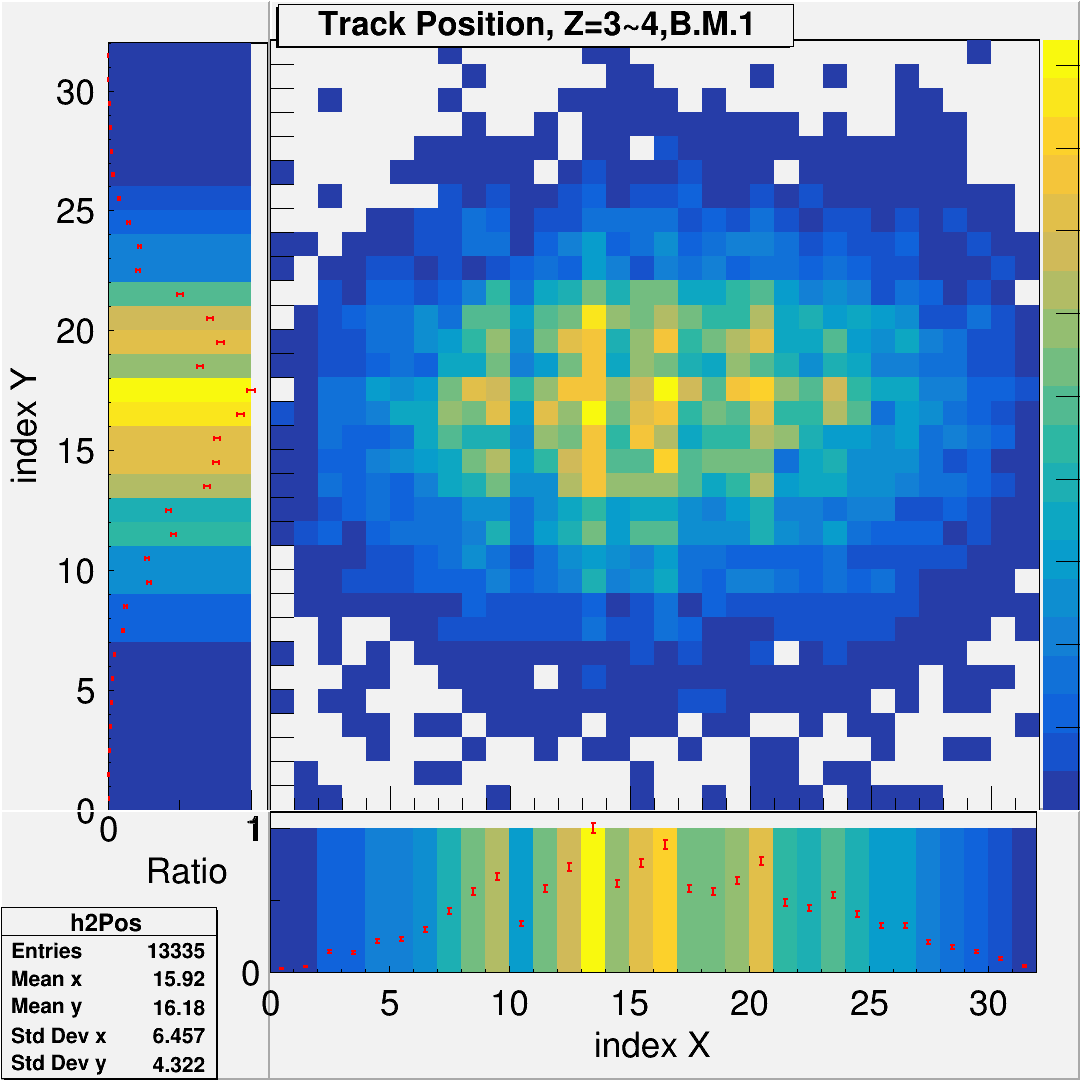 Track Position, Z=3~4,B.M.1
30
25
20
15
10
5
0
index Y
0 1
Ratio
1
0
0 5 10 15 20 25 30
index X
h2Pos
Entries 13335
Mean x 15.92
Mean y 16.18
Std Dev x 6.457
Std Dev y 4.322